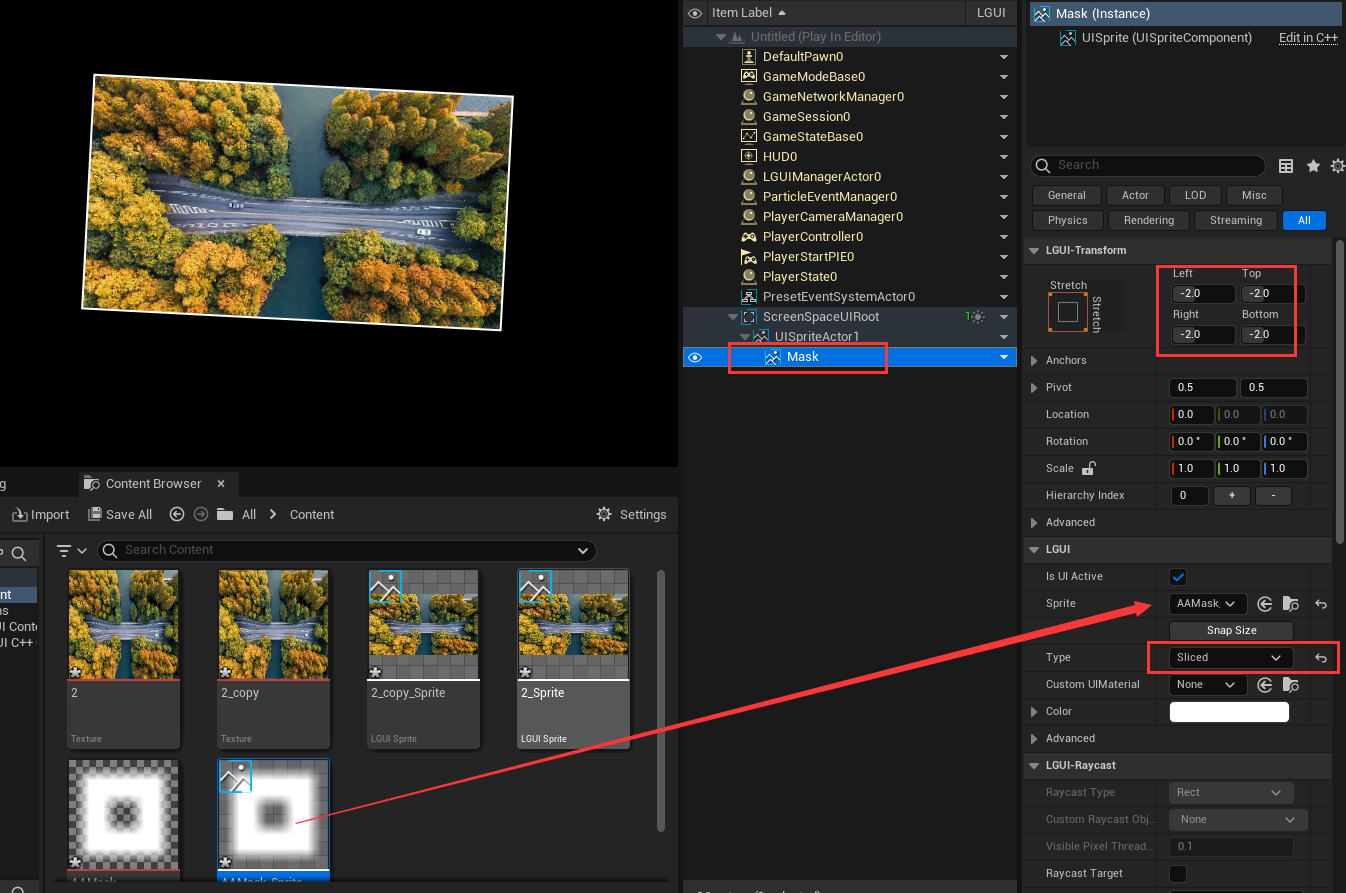 Item Label
LGUI
Untitled (Play In Editor)
DefaultPawn0
GameModeBase0
GameNetworkManager0
GameSession0
GameStateBase0
HUD0
LGUIManagerActor0
ParticleEventManager0
PlayerCameraManager0
PlayerController0
PlayerStartPIE0
PlayerState0
PresetEventSystemActor0
ScreenSpaceUIRoot
1
UISpriteActor1
Mask
Mask (Instance)
UISprite (UISpriteComponent)
Edit in C++
Search
General
Actor
LOD
Misc
Physics
Rendering
Streaming
All
LGUI-Transform
Stretch
Stretch
Left
Top
-2.0
-2.0
Right
Bottom
-2.0
-2.0
Anchors
Pivot
0.5
0.5
Location
0.0
0.0
0.0
Rotation
0.0 °
0.0 °
0.0 °
Scale
1.0
1.0
1.0
Hierarchy Index
0
+
-
Advanced
LGUI
Is UI Active
Sprite
AAMask_
Snap Size
Type
Sliced
Custom UIMaterial
None
Color
Advanced
LGUI-Raycast
Raycast Type
Rect
Custom Raycast Obj...
None
Visible Pixel Thread...
0.1
Raycast Target
g
Content Browser
Import
Save All
All
Content
Settings
Search Content
nt
ns
UI Conte
UI C++
2
Texture
2_copy
Texture
2_copy_Sprite
LGUI Sprite
2_Sprite
LGUI Sprite
AAMask
AAMask_Sprite